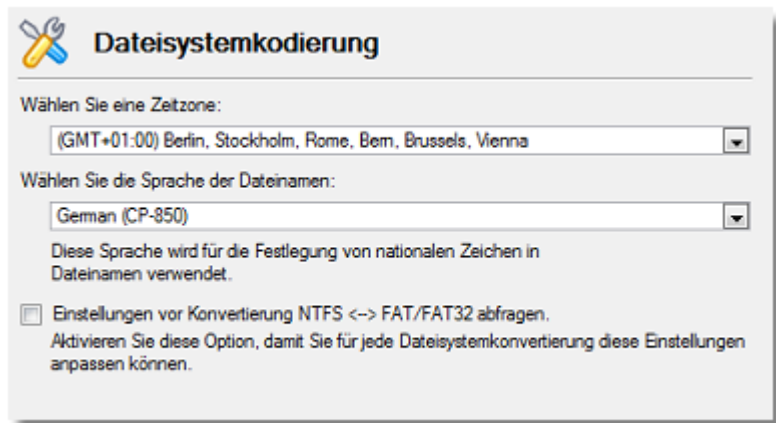 Dateisystemkodierung
Wählen Sie eine Zeitzone:
(GMT+01:00) Berlin, Stockholm, Rome, Bern, Brussels, Vienna
Wählen Sie die Sprache der Dateinamen:
German (CP-850)
Diese Sprache wird für die Festlegung von nationalen Zeichen in
Dateinamen verwendet.
Einstellungen vor Konvertierung NTFS <--> FAT/FAT32 abfragen.
Aktivieren Sie diese Option, damit Sie für jede Dateisystemkonvertierung diese Einstellungen
anpassen können.